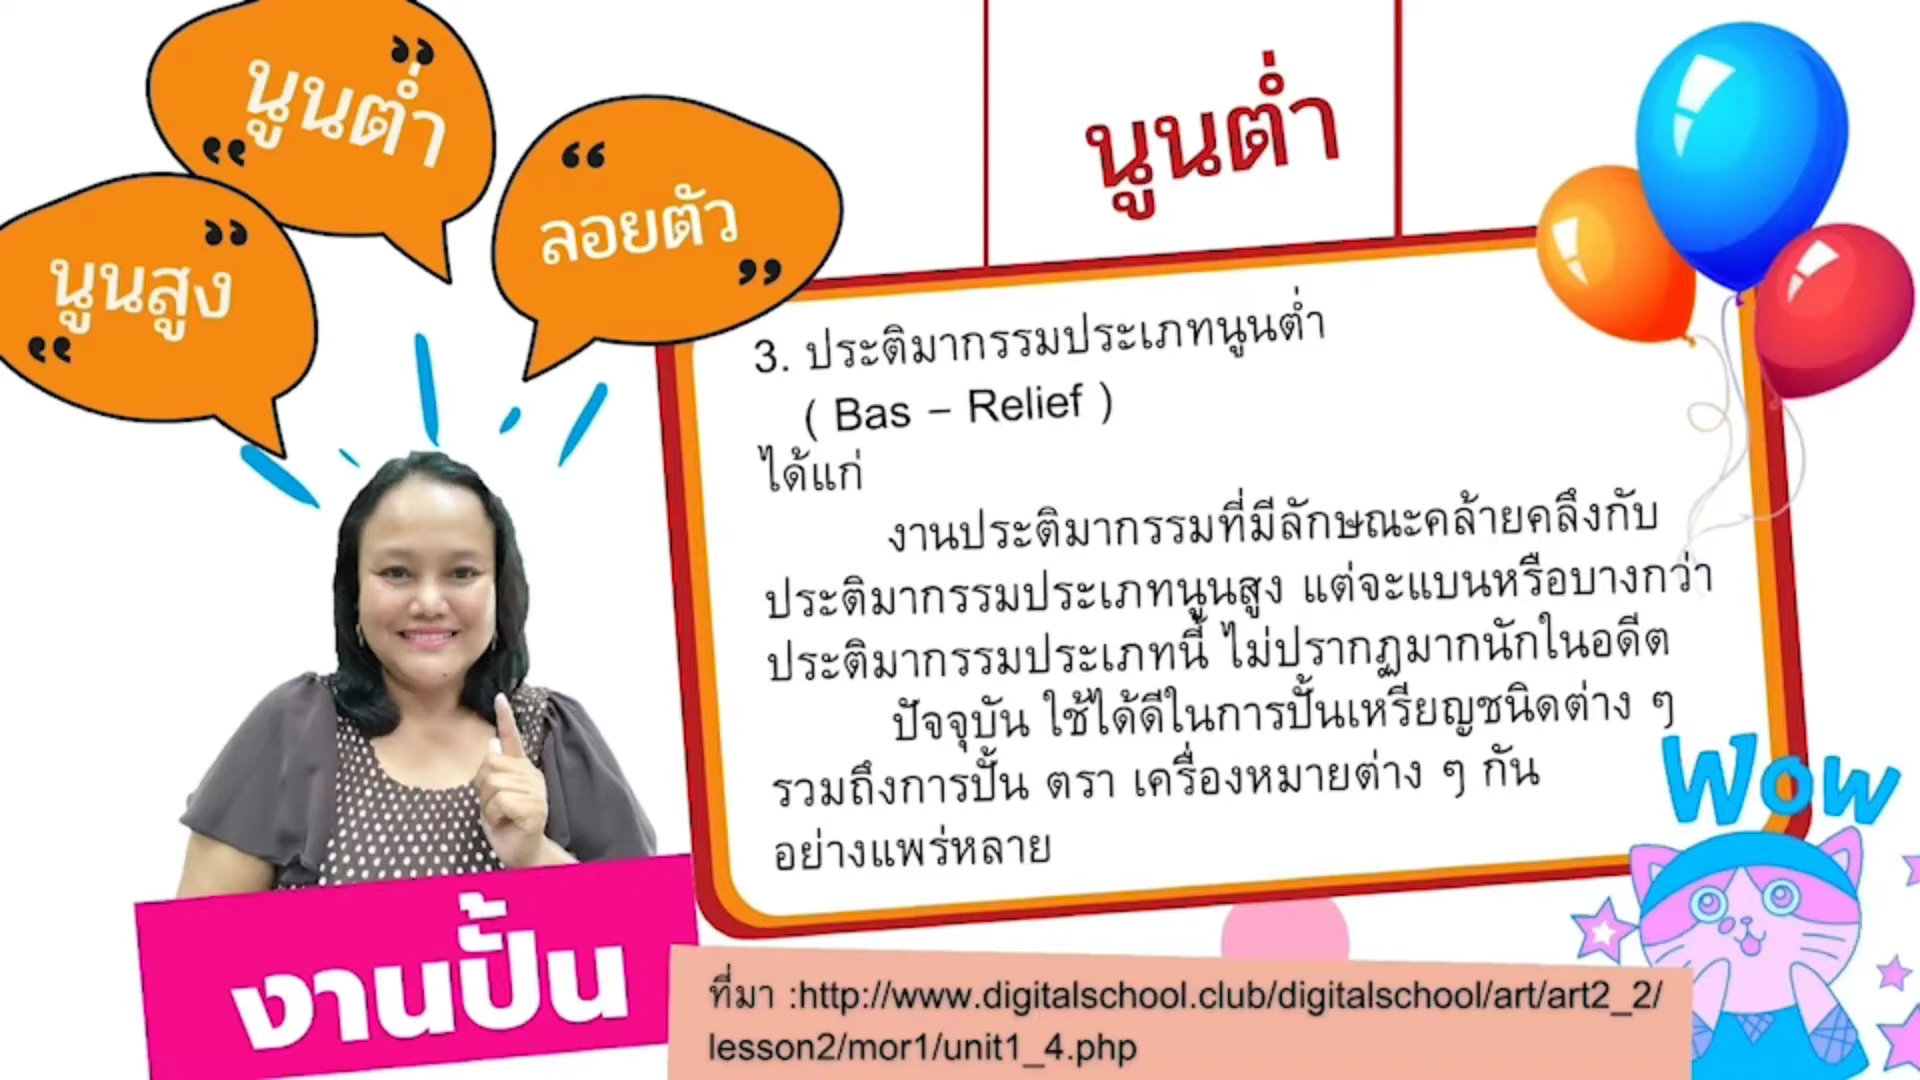 "นูนต่ำ"
"นูนสูง"
"ลอยตัว"
นูนต่ำ
3. ประติมากรรมประเภทนูนต่ำ
( Bas – Relief )
ได้แก่
งานประติมากรรมที่มีลักษณะคล้ายคลึงกับ
ประติมากรรมประเภทนูนสูง แต่จะแบนหรือบางกว่า
ประติมากรรมประเภทนี้ ไม่ปรากฏมากนักในอดีต
ปัจจุบัน ใช้ได้ดีในการปั้นเหรียญชนิดต่าง ๆ
รวมถึงการปั้น ตรา เครื่องหมายต่าง ๆ กัน
อย่างแพร่หลาย
Wow
งานปั้น
ที่มา :http://www.digitalschool.club/digitalschool/art/art2_2/
lesson2/mor1/unit1_4.php